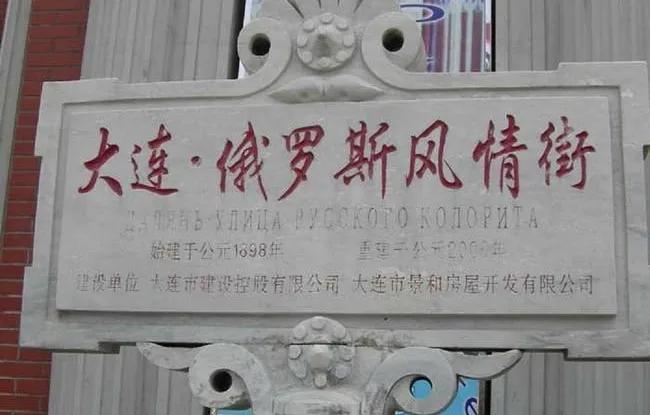 大连·俄罗斯风情街
ДАЛЯНЬ УЛИЦА РУССКОГО КОЛОРИТА
始建于公元1898年 重建于公元2000年
建设单位 大连市建设控股有限公司 大连市景和房屋开发有限公司